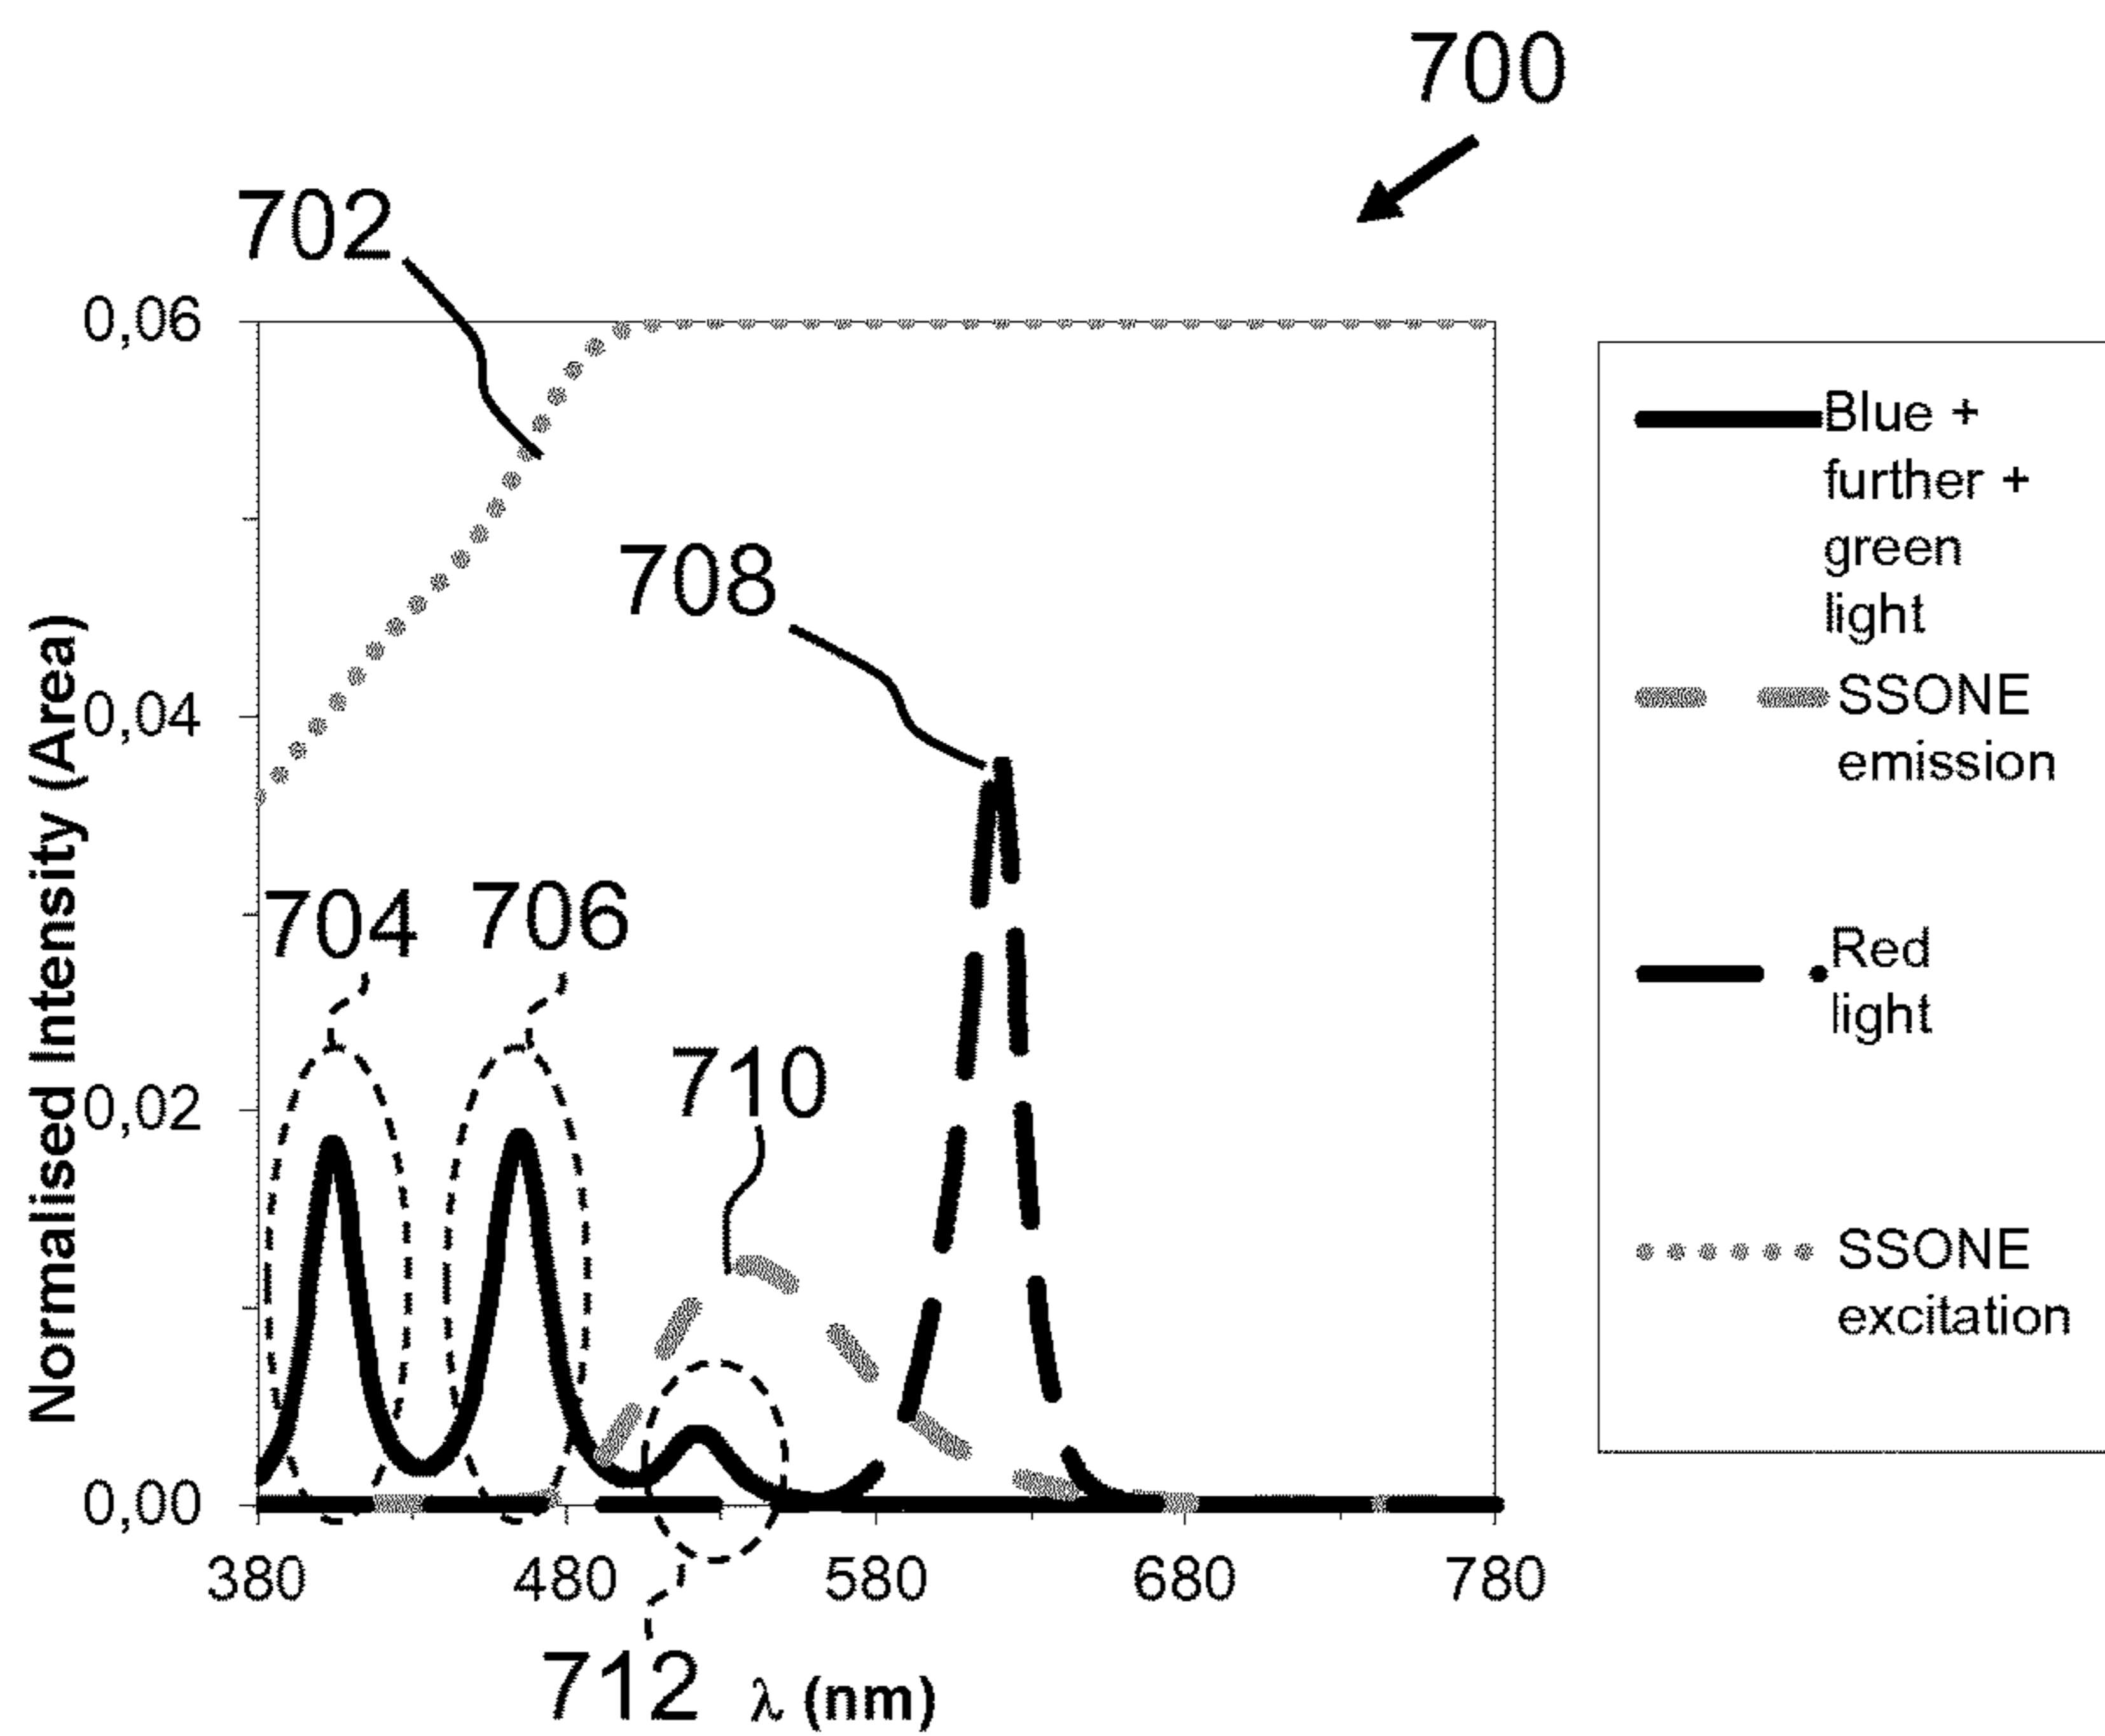 700
702
0,06
708
Blue +
further +
green
light
SSONE
emission
0,04
Normalised Intensity (Area)
704
706
Red
light
710
0,02
SSONE
excitation
0,00
380
480
580
680
780
712
λ (nm)